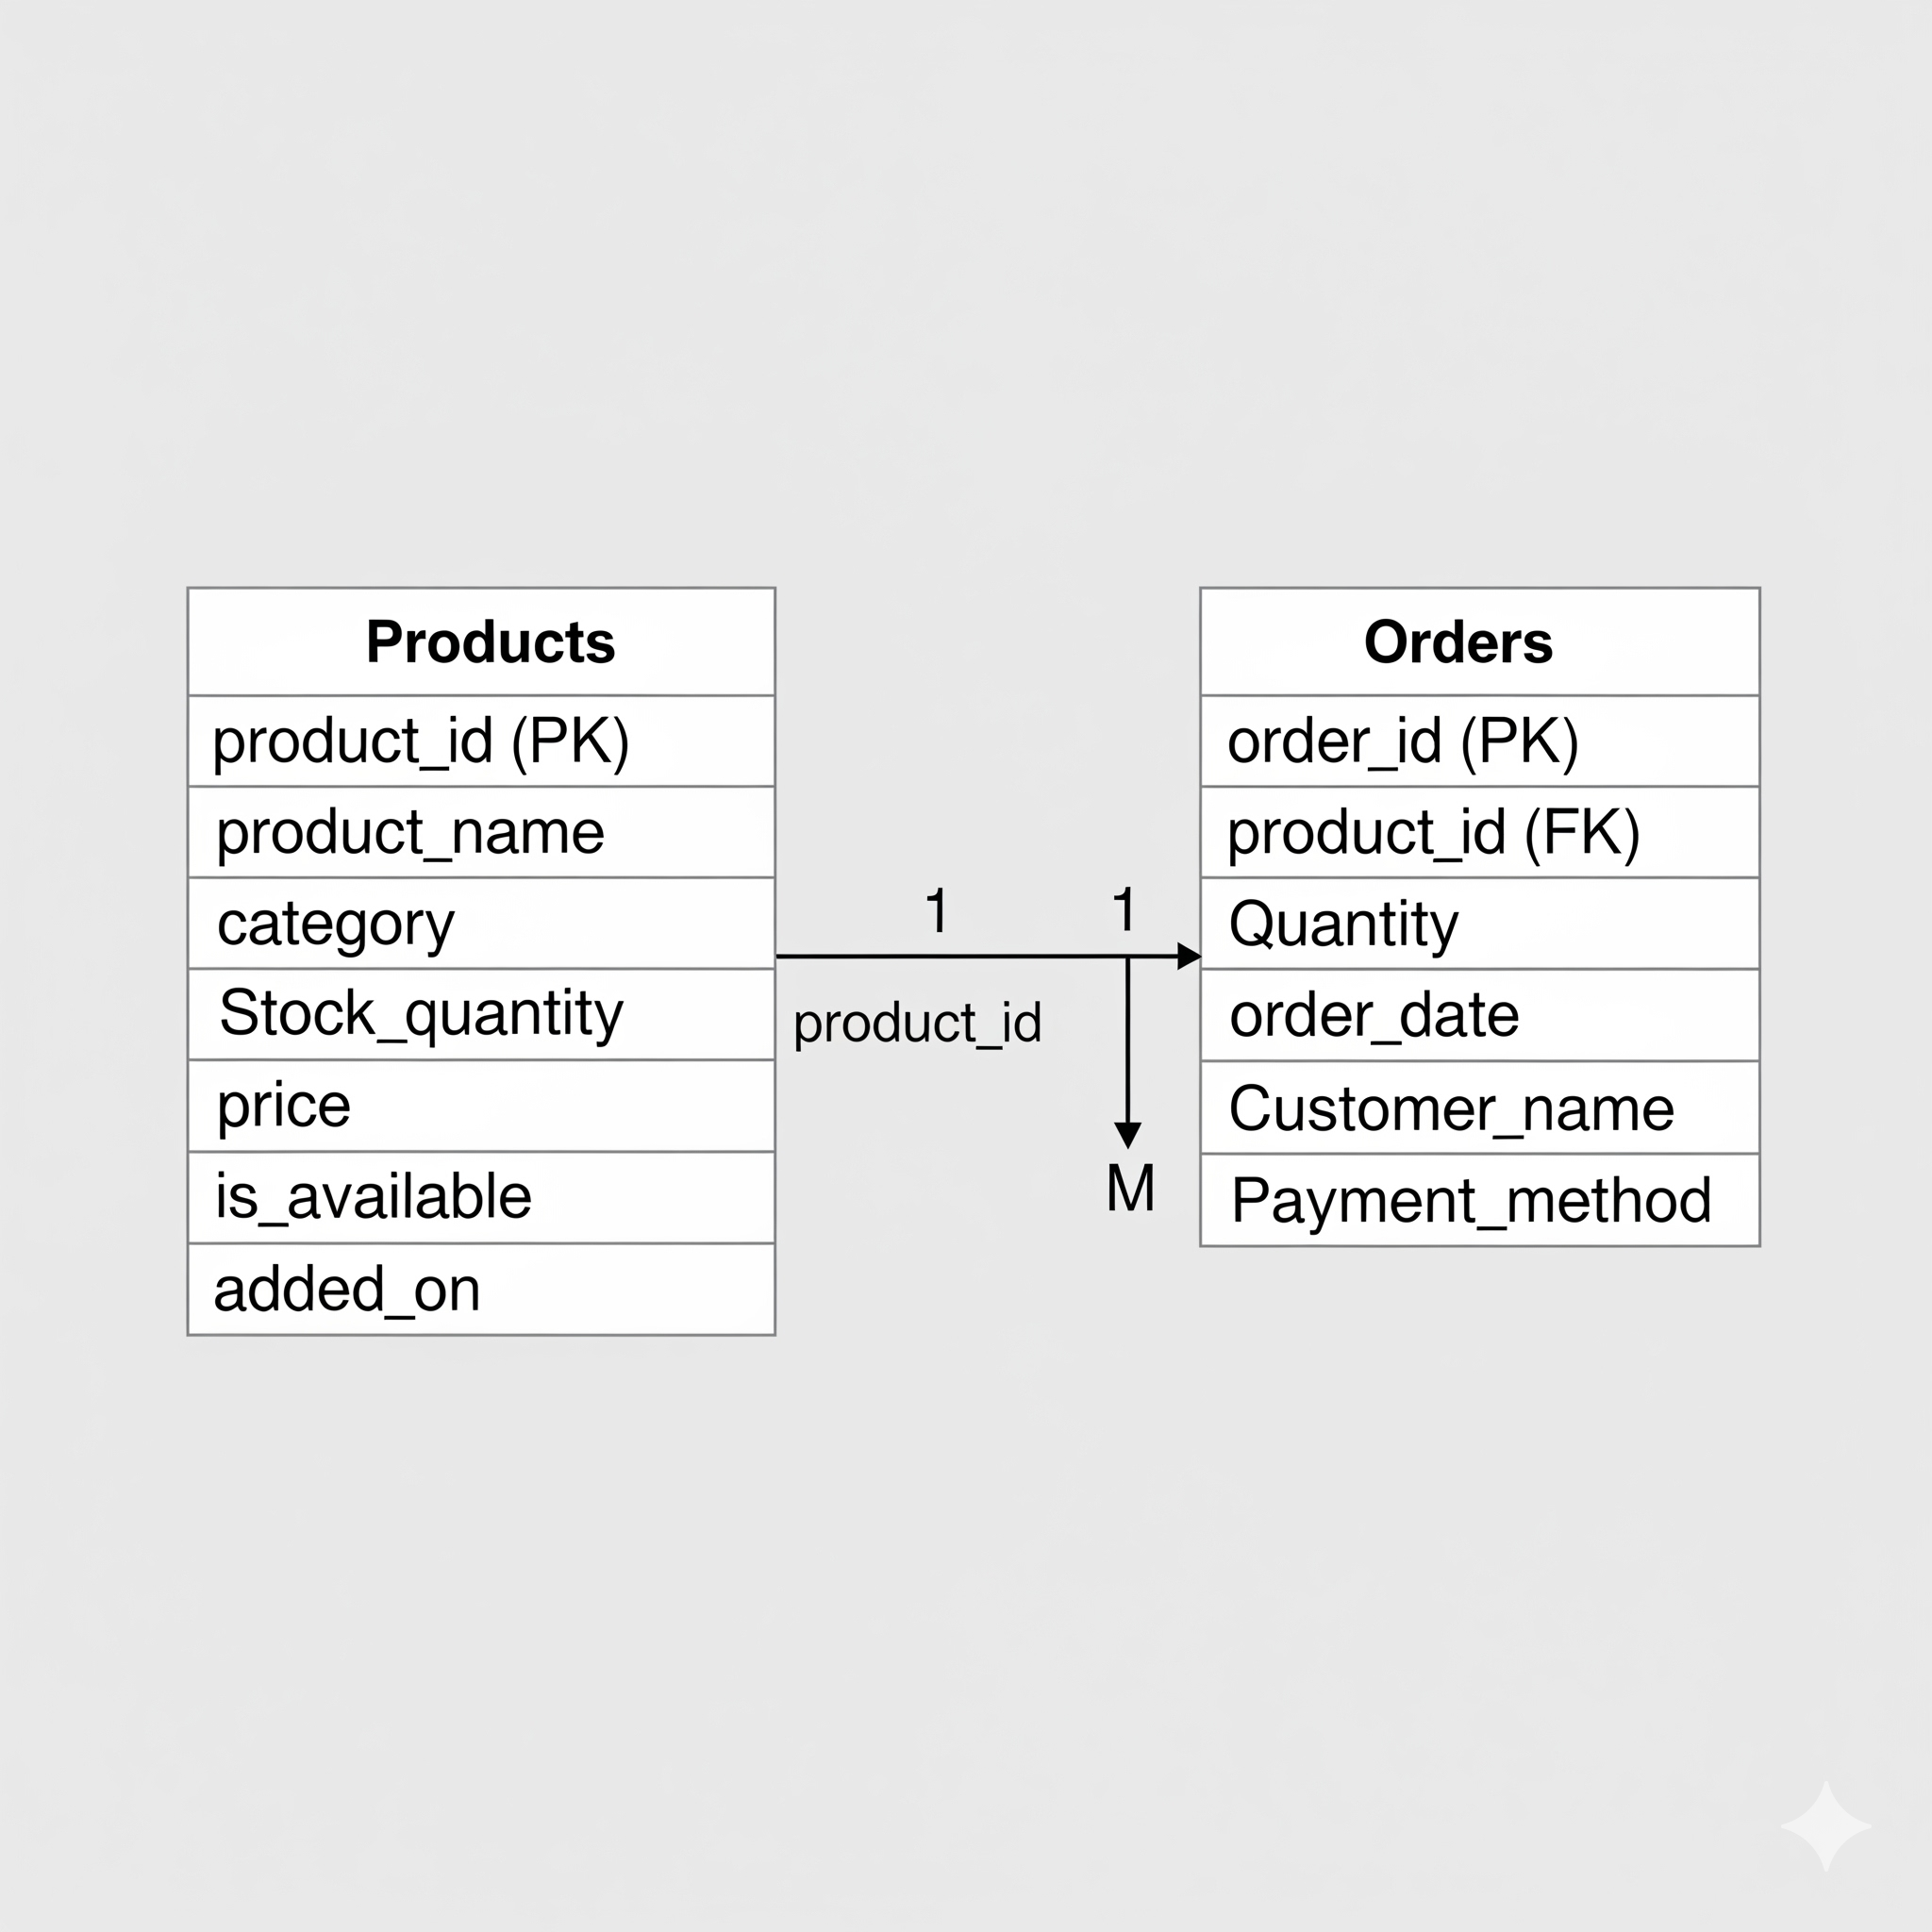 Products
product_id (PK)
product_name
category
Stock_quantity
price
is_available
added_on
1
1
product_id
M
Orders
order_id (PK)
product_id (FK)
Quantity
order_date
Customer_name
Payment_method